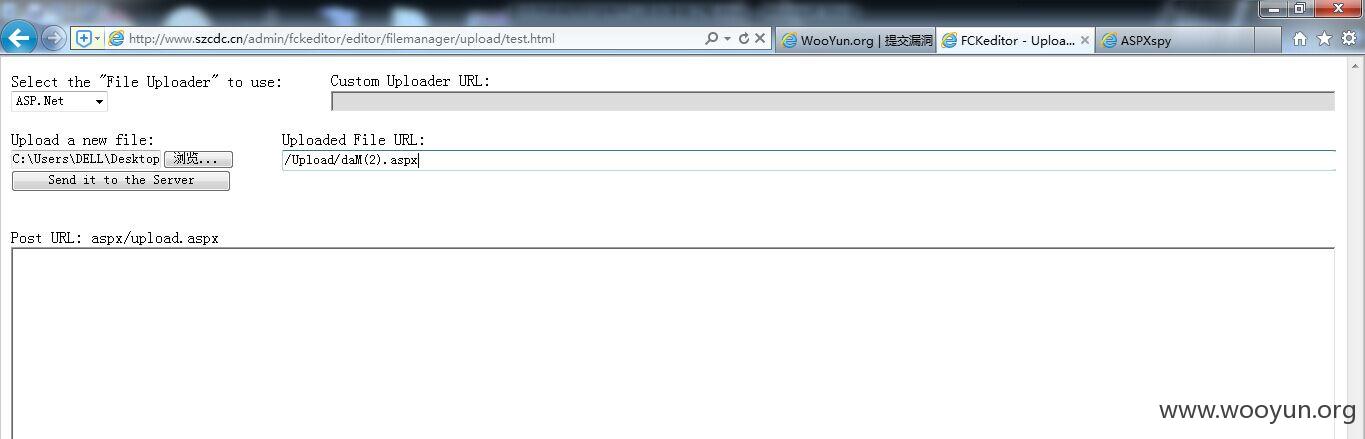 http://www.szcdc.cn/admin/fckeditor/editor/filemanager/upload/test.html
WooYun.org | 提交漏洞
FCKeditor - Uploa...
ASPXspy
Select the "File Uploader" to use:
Custom Uploader URL:
ASP.Net
Upload a new file:
Uploaded File URL:
C:\Users\DELL\Desktop
浏览...
/Upload/daM(2).aspx
Send it to the Server
Post URL: aspx/upload.aspx
www.wooyun.org